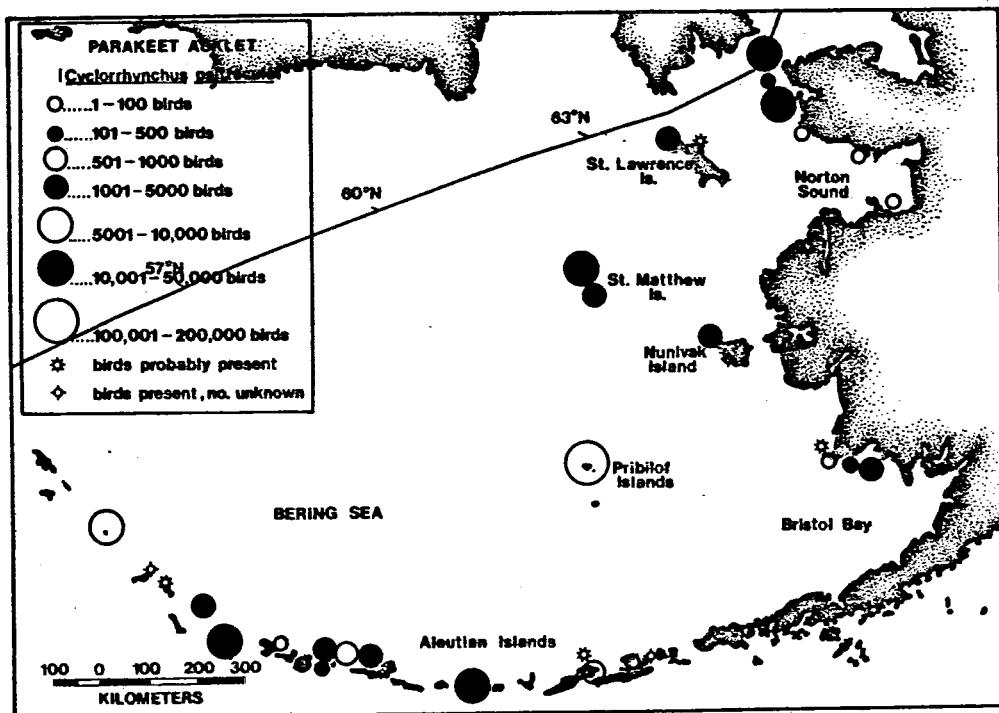 PARAKEET AUKLET
(Cyclorrhynchus
O......1-100 birds
●......101-500 birds
O.....501-1000 birds
●.....1001-5000 birds
.....5001-10,000 birds
.....10,001-50,000 birds
.....100,001-200,000 birds
birds probably present
birds present, no. unknown
63°N
60°N
57°N
St. Lawrence
Is.
Norton
Sound
St. Matthew
Is.
Nunivak
Island
Pribilof
Islands
BERING SEA
Bristol Bay
Aleutian Islands
100 0 100 200 300
KILOMETERS